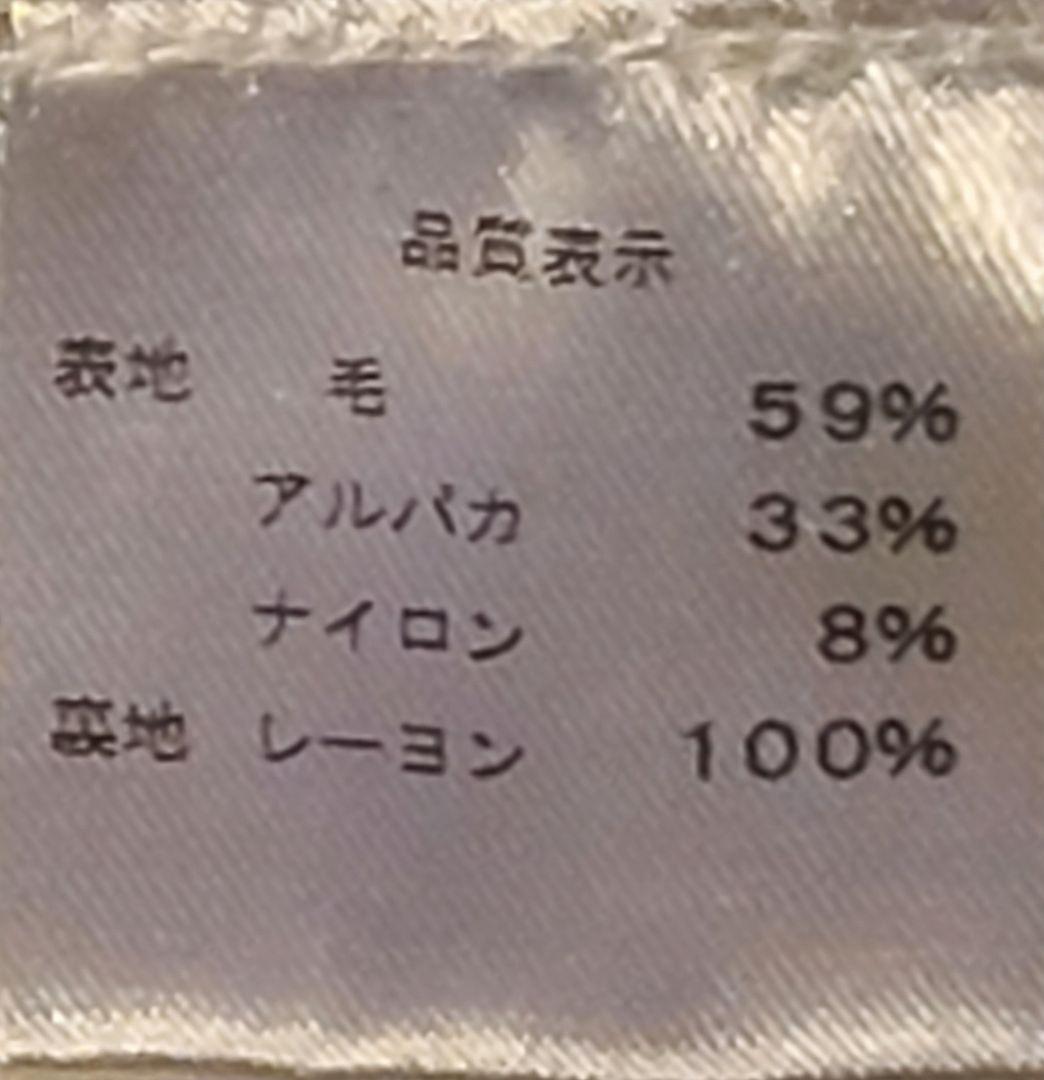 品質表示
表地 毛 59%
アルパカ 33%
ナイロン 8%
裏地 レーヨン 100%